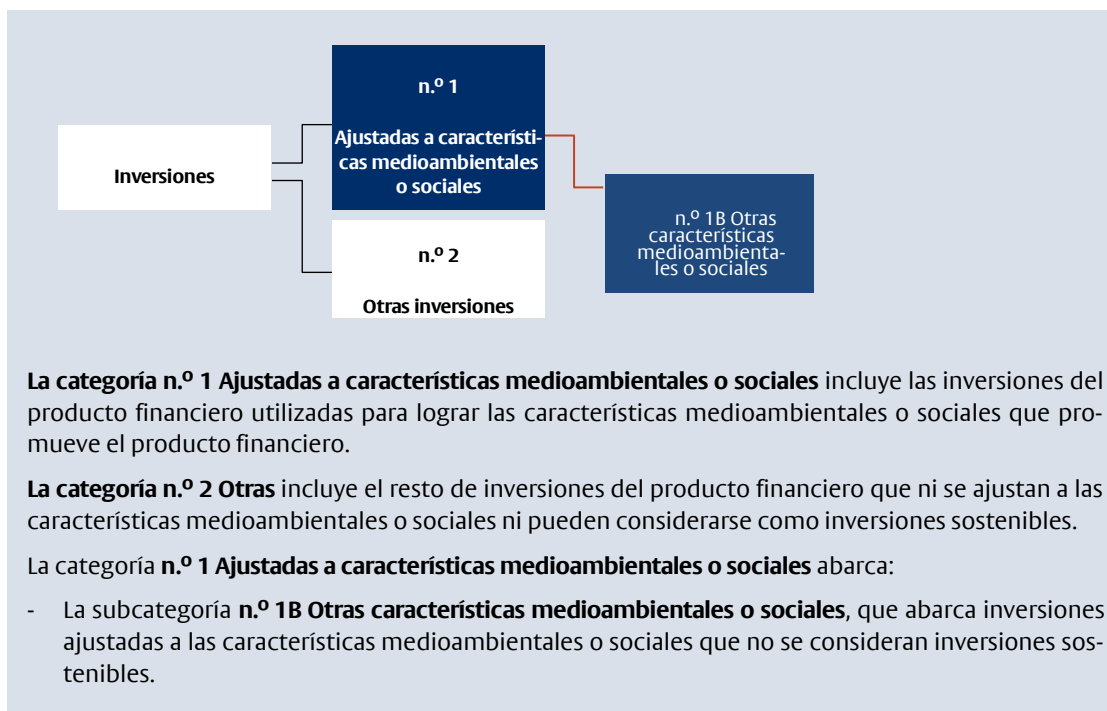 n.º 1
Ajustadas a característi-
cas medioambientales
o sociales
Inversiones
n.º 1B Otras
características
medioambienta-
les o sociales
n.º 2
Otras inversiones
La categoría n.º 1 Ajustadas a características medioambientales o sociales incluye las inversiones del
producto financiero utilizadas para lograr las características medioambientales o sociales que pro-
mueve el producto financiero.
La categoría n.º 2 Otras incluye el resto de inversiones del producto financiero que ni se ajustan a las
características medioambientales o sociales ni pueden considerarse como inversiones sostenibles.
La categoría n.º 1 Ajustadas a características medioambientales o sociales abarca:
- La subcategoría n.º 1B Otras características medioambientales o sociales, que abarca inversiones
ajustadas a las características medioambientales o sociales que no se consideran inversiones sos-
tenibles.